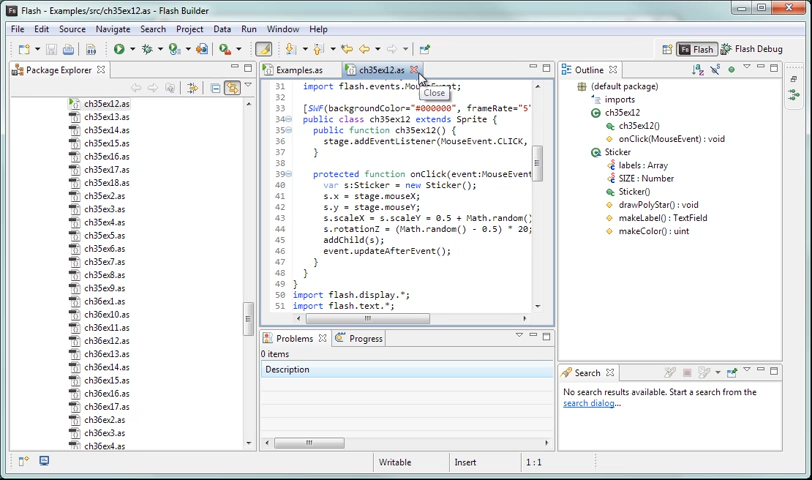 Flash - Examples/src/ch35ex12.as - Flash Builder
File Edit Source Refactor Navigate Search Project Data Run Window Help
Flash
Flash Debug
Package Explorer
ch35ex12.as
ch35ex13.as
ch35ex14.as
ch35ex15.as
ch35ex16.as
ch35ex17.as
ch35ex18.as
ch35ex2.as
ch35ex3.as
ch35ex4.as
ch35ex5.as
ch35ex6.as
ch35ex7.as
ch35ex8.as
ch35ex9.as
ch36ex1.as
ch36ex10.as
ch36ex11.as
ch36ex12.as
ch36ex13.as
ch36ex14.as
ch36ex15.as
ch36ex16.as
ch36ex17.as
ch36ex2.as
ch36ex3.as
ch36ex4.as
Examples.as
ch35ex12.as
Close
31 import flash.events.MouseEvent;
32
33 [SWF(backgroundColor="#000000", frameRate="5"
34 public class ch35ex12 extends Sprite {
35 public function ch35ex12() {
36 stage.addEventListener(MouseEvent.CLICK,
37 }
38
39 protected function onClick(event:MouseEvent
40 var s:Sticker = new Sticker();
41 s.x = stage.mouseX;
42 s.y = stage.mouseY;
43 s.scaleX = s.scaleY = 0.5 + Math.random()
44 s.rotationZ = (Math.random() - 0.5) * 20;
45 addChild(s);
46 event.updateAfterEvent();
47 }
48 }
49 }
50 import flash.display.*;
51 import flash.text.*;
Problems
Progress
0 items
Description
Outline
(default package)
imports
ch35ex12
ch35ex12()
onClick(MouseEvent) : void
Sticker
labels : Array
SIZE : Number
Sticker()
drawPolyStar() : void
makeLabel() : TextField
makeColor() : uint
Search
No search results available. Start a search from the
search dialog...
Writable
Insert
1 : 1